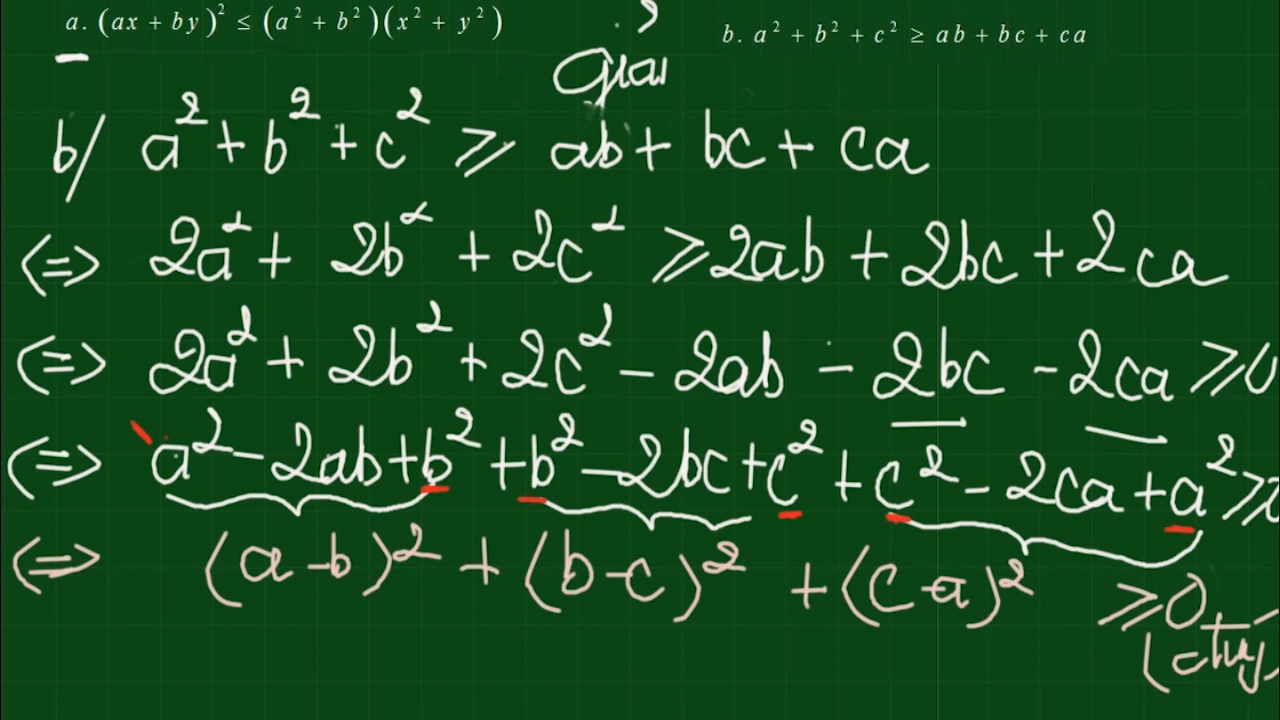 a. (ax + by)² ≤ (a² + b²)(x² + y²)
b. a² + b² + c² ≥ ab + bc + ca
Giải
b/ a² + b² + c² ≥ ab + bc + ca
<=> 2a² + 2b² + 2c² ≥ 2ab + 2bc + 2ca
<=> 2a² + 2b² + 2c² - 2ab - 2bc - 2ca ≥ 0
<=> a² - 2ab + b² + b² - 2bc + c² + c² - 2ca + a² ≥
<=> (a - b)² + (b - c)² + (c - a)² ≥ 0